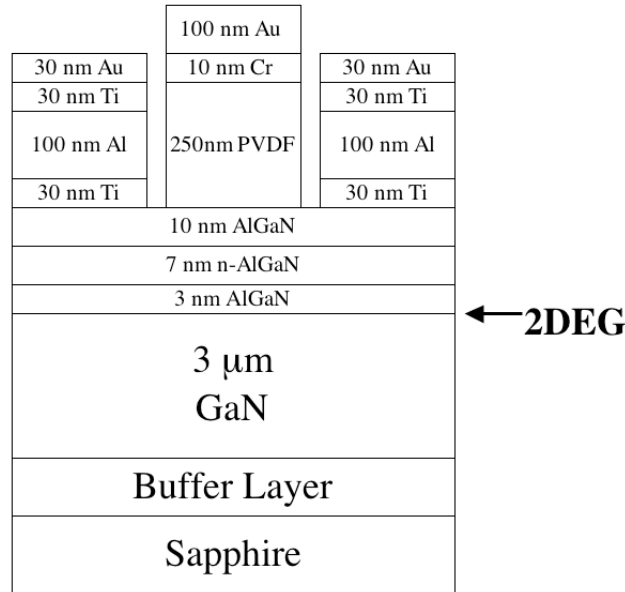 100 nm Au
30 nm Au
10 nm Cr
30 nm Au
30 nm Ti
30 nm Ti
100 nm Al
250nm PVDF
100 nm Al
30 nm Ti
30 nm Ti
10 nm AlGaN
7 nm n-AlGaN
3 nm AlGaN
2DEG
3 μm
GaN
Buffer Layer
Sapphire